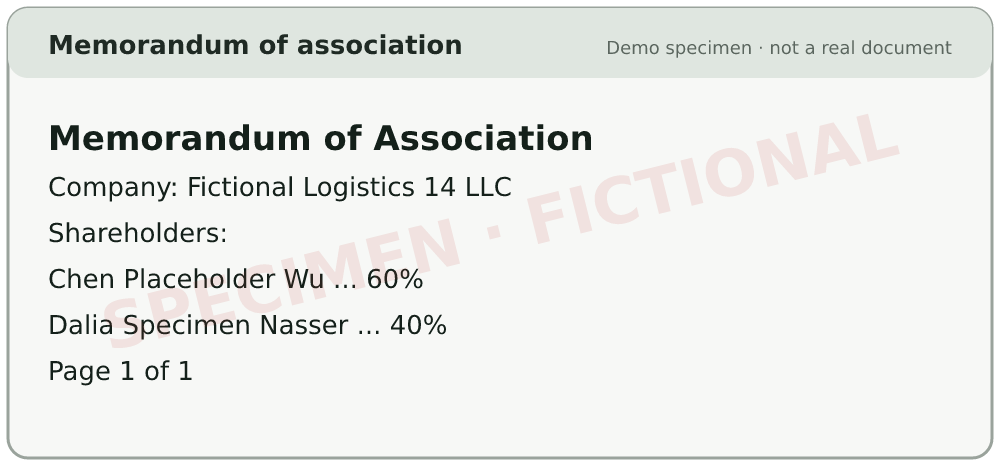 Memorandum of association
Demo specimen · not a real document
Memorandum of Association
Company: Fictional Logistics 14 LLC
Shareholders:
Chen Placeholder Wu ... 60%
Dalia Specimen Nasser ... 40%
Page 1 of 1
SPECIMEN · FICTIONAL